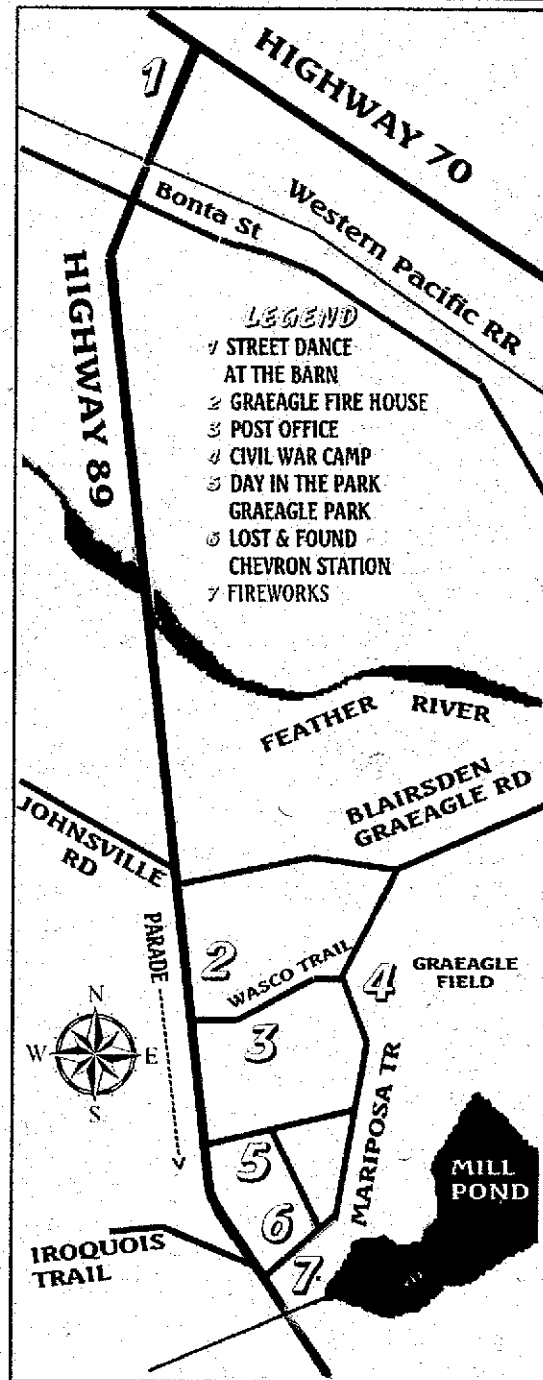 1
HIGHWAY 70
Western Pacific RR
Bonta St
HIGHWAY 89
LEGEND
1 STREET DANCE
AT THE BARN
2 GRAEAGLE FIRE HOUSE
3 POST OFFICE
4 CIVIL WAR CAMP
5 DAY IN THE PARK
GRAEAGLE PARK
6 LOST & FOUND
CHEVRON STATION
7 FIREWORKS
FEATHER RIVER
BLAIRSDEN
GRAEAGLE RD
JOHNSVILLE
RD
PARADE
2
WASCO TRAIL
4
GRAEAGLE
FIELD
3
N
W E
S
MARIPOSA TR
5
6
MILL
POND
7
IROQUOIS
TRAIL